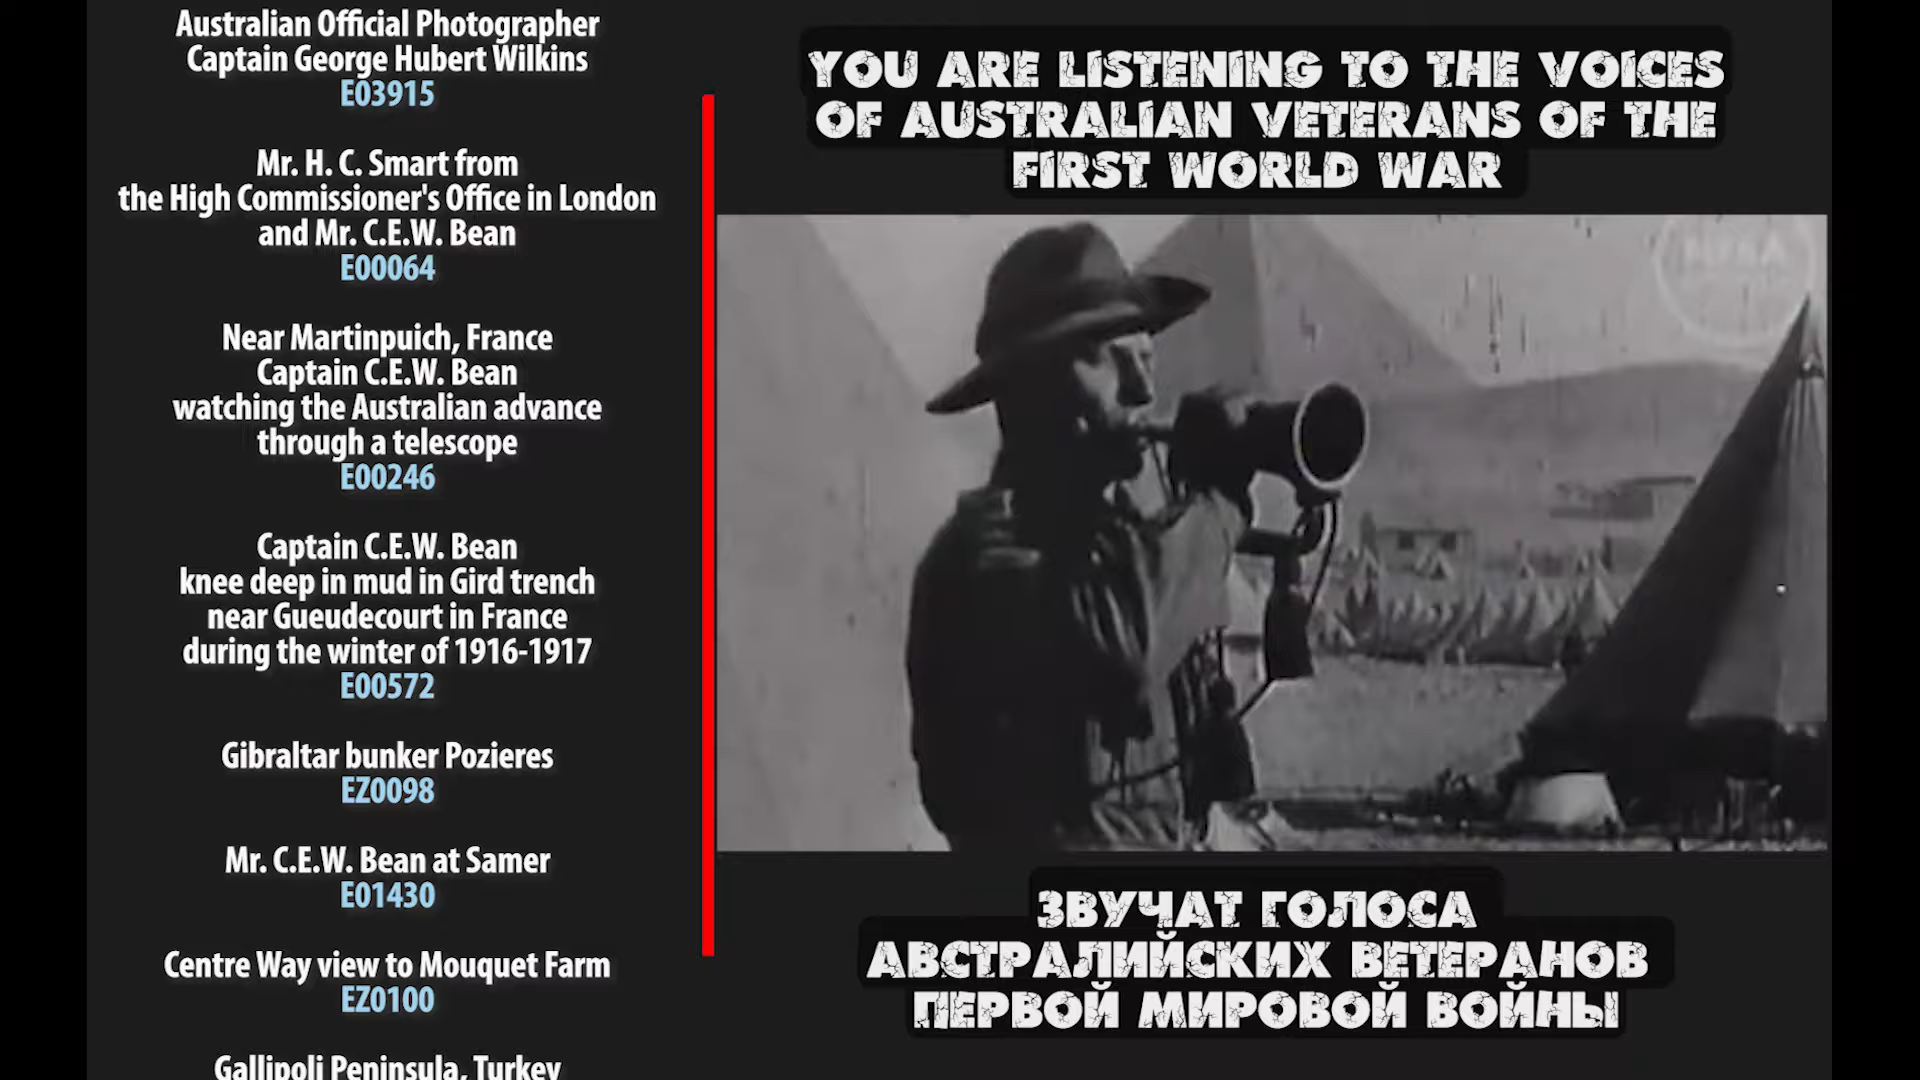 Australian Official Photographer
Captain George Hubert Wilkins
E03915
Mr. H. C. Smart from
the High Commissioner's Office in London
and Mr. C.E.W. Bean
E00064
Near Martinpuich, France
Captain C.E.W. Bean
watching the Australian advance
through a telescope
E00246
Captain C.E.W. Bean
knee deep in mud in Gird trench
near Gueudecourt in France
during the winter of 1916-1917
E00572
Gibraltar bunker Pozieres
EZ0098
Mr. C.E.W. Bean at Samer
E01430
Centre Way view to Mouquet Farm
EZ0100
Gallipoli Peninsula, Turkey
YOU ARE LISTENING TO THE VOICES
OF AUSTRALIAN VETERANS OF THE
FIRST WORLD WAR
ЗВУЧАТ ГОЛОСА
АВСТРАЛИЙСКИХ ВЕТЕРАНОВ
ПЕРВОЙ МИРОВОЙ ВОЙНЫ